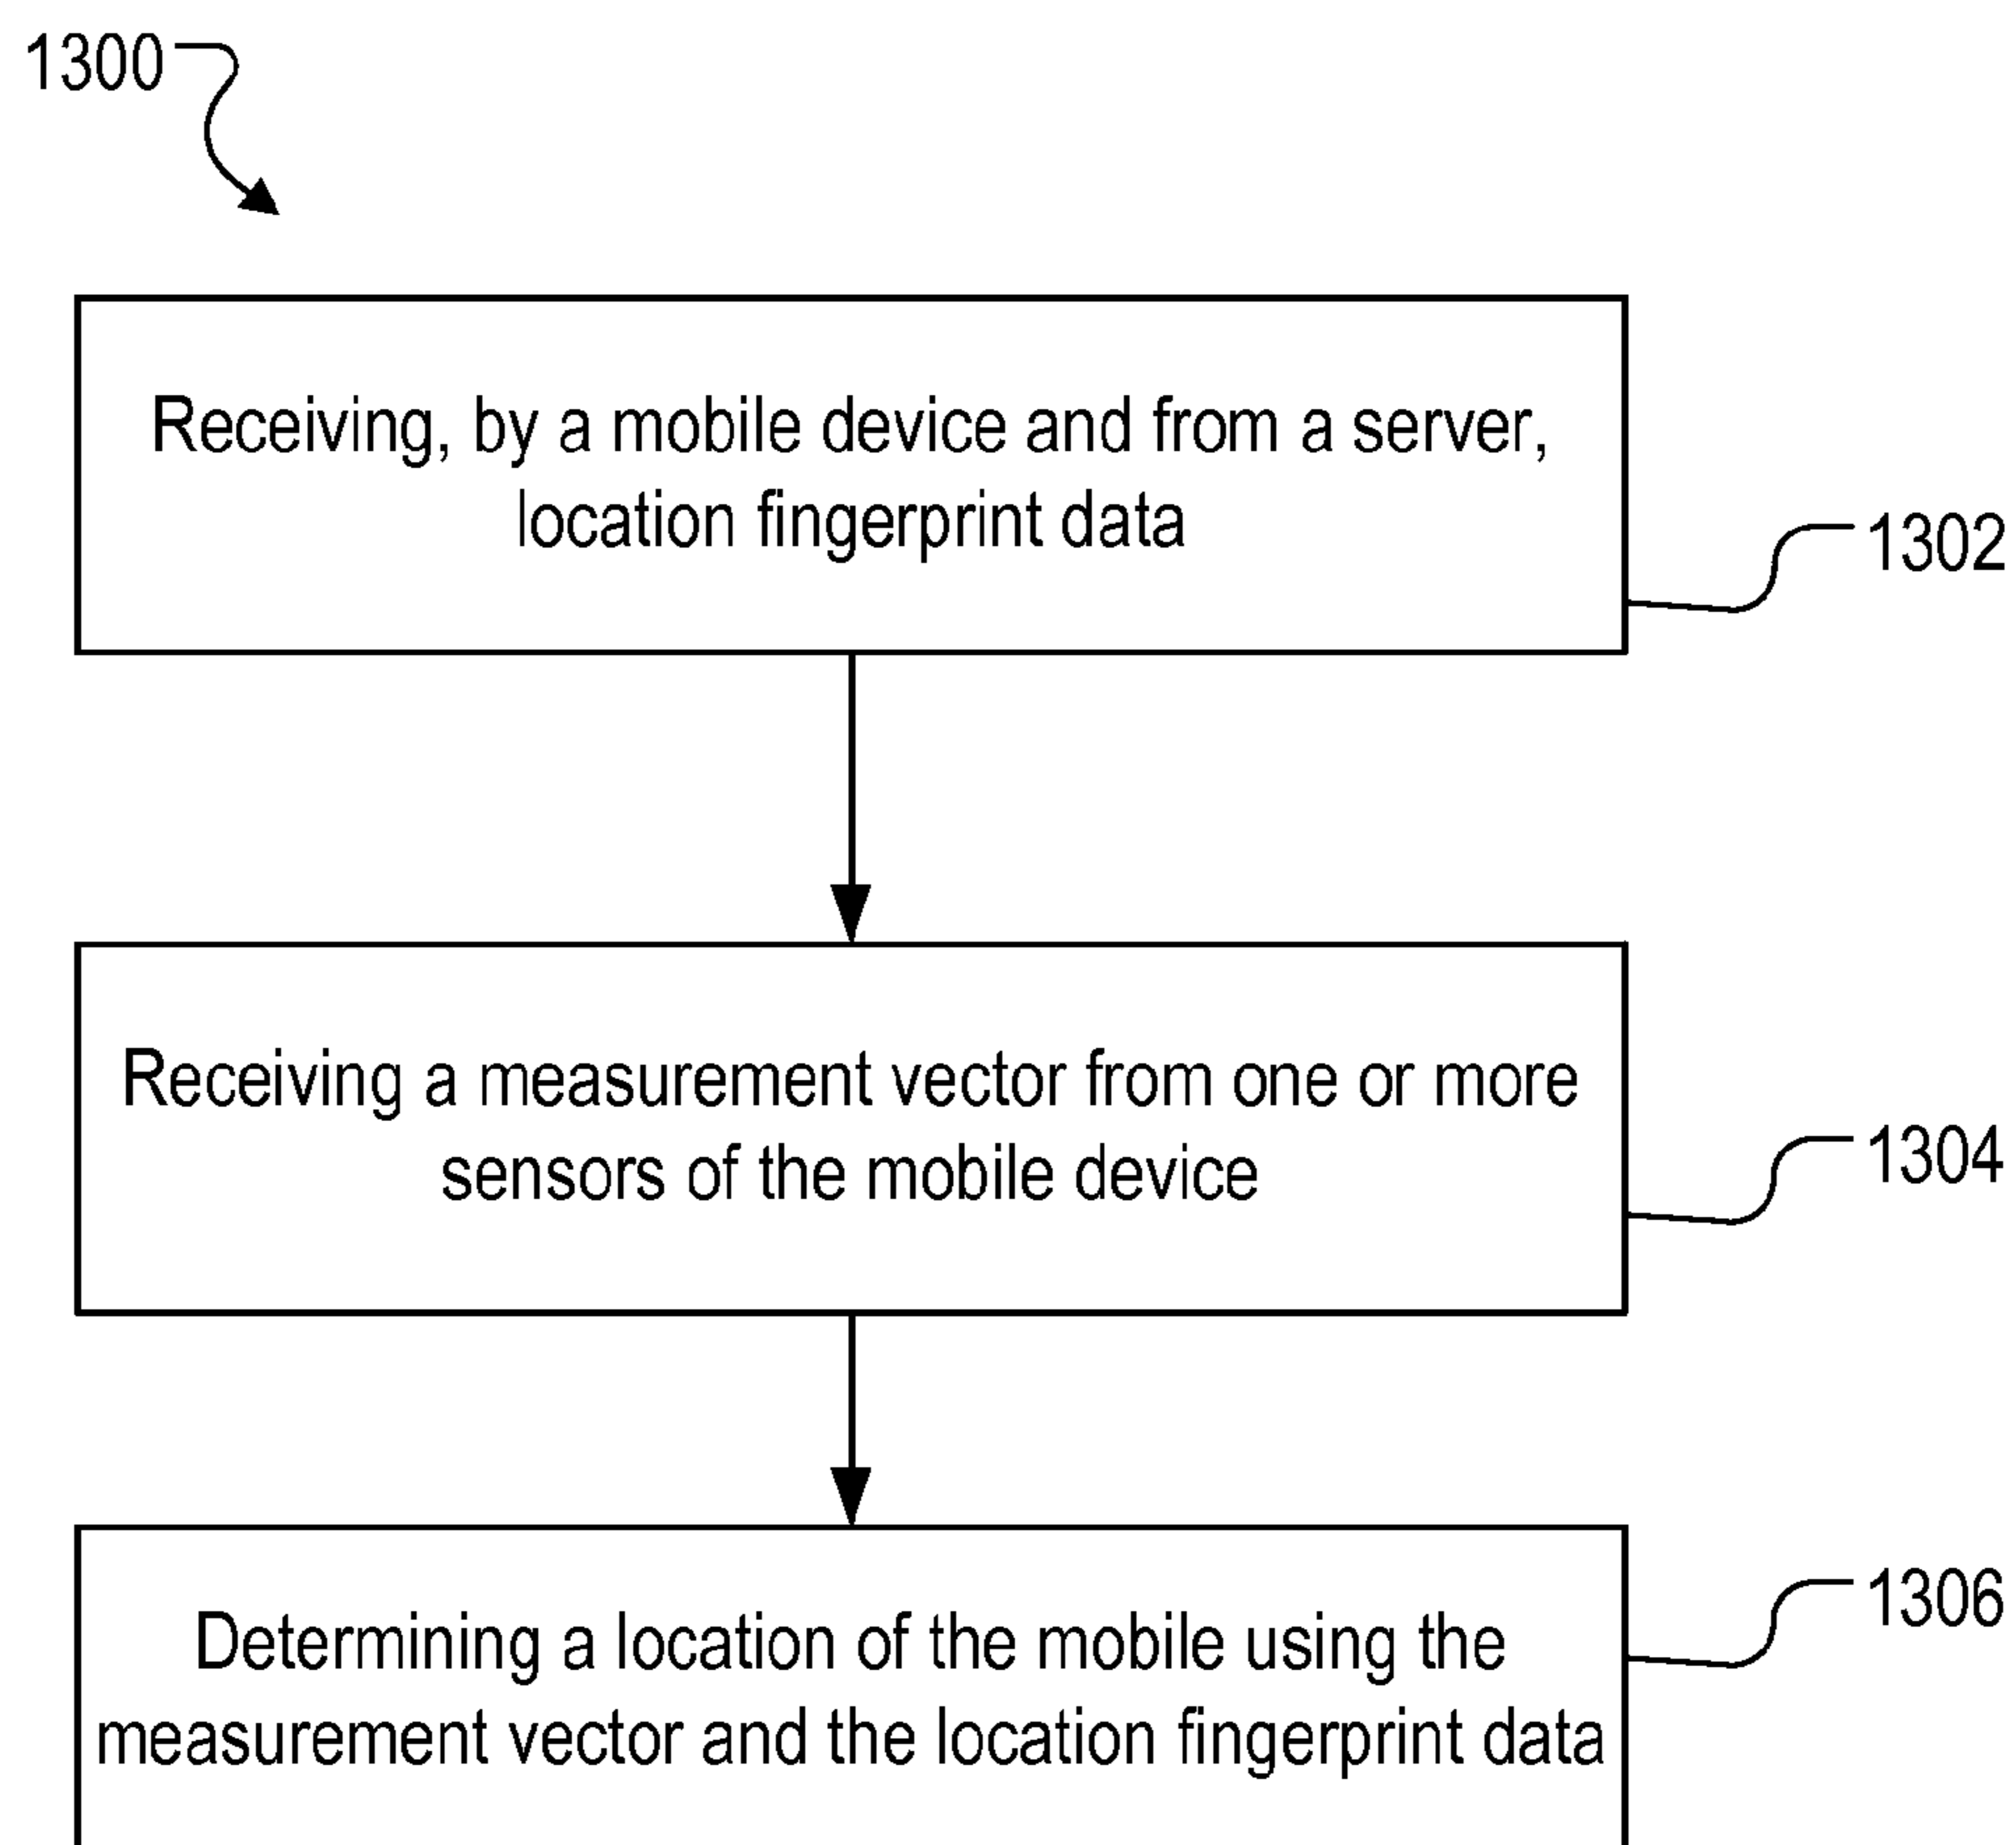 1300
Receiving, by a mobile device and from a server,
location fingerprint data
1302
Receiving a measurement vector from one or more
sensors of the mobile device
1304
Determining a location of the mobile using the
measurement vector and the location fingerprint data
1306